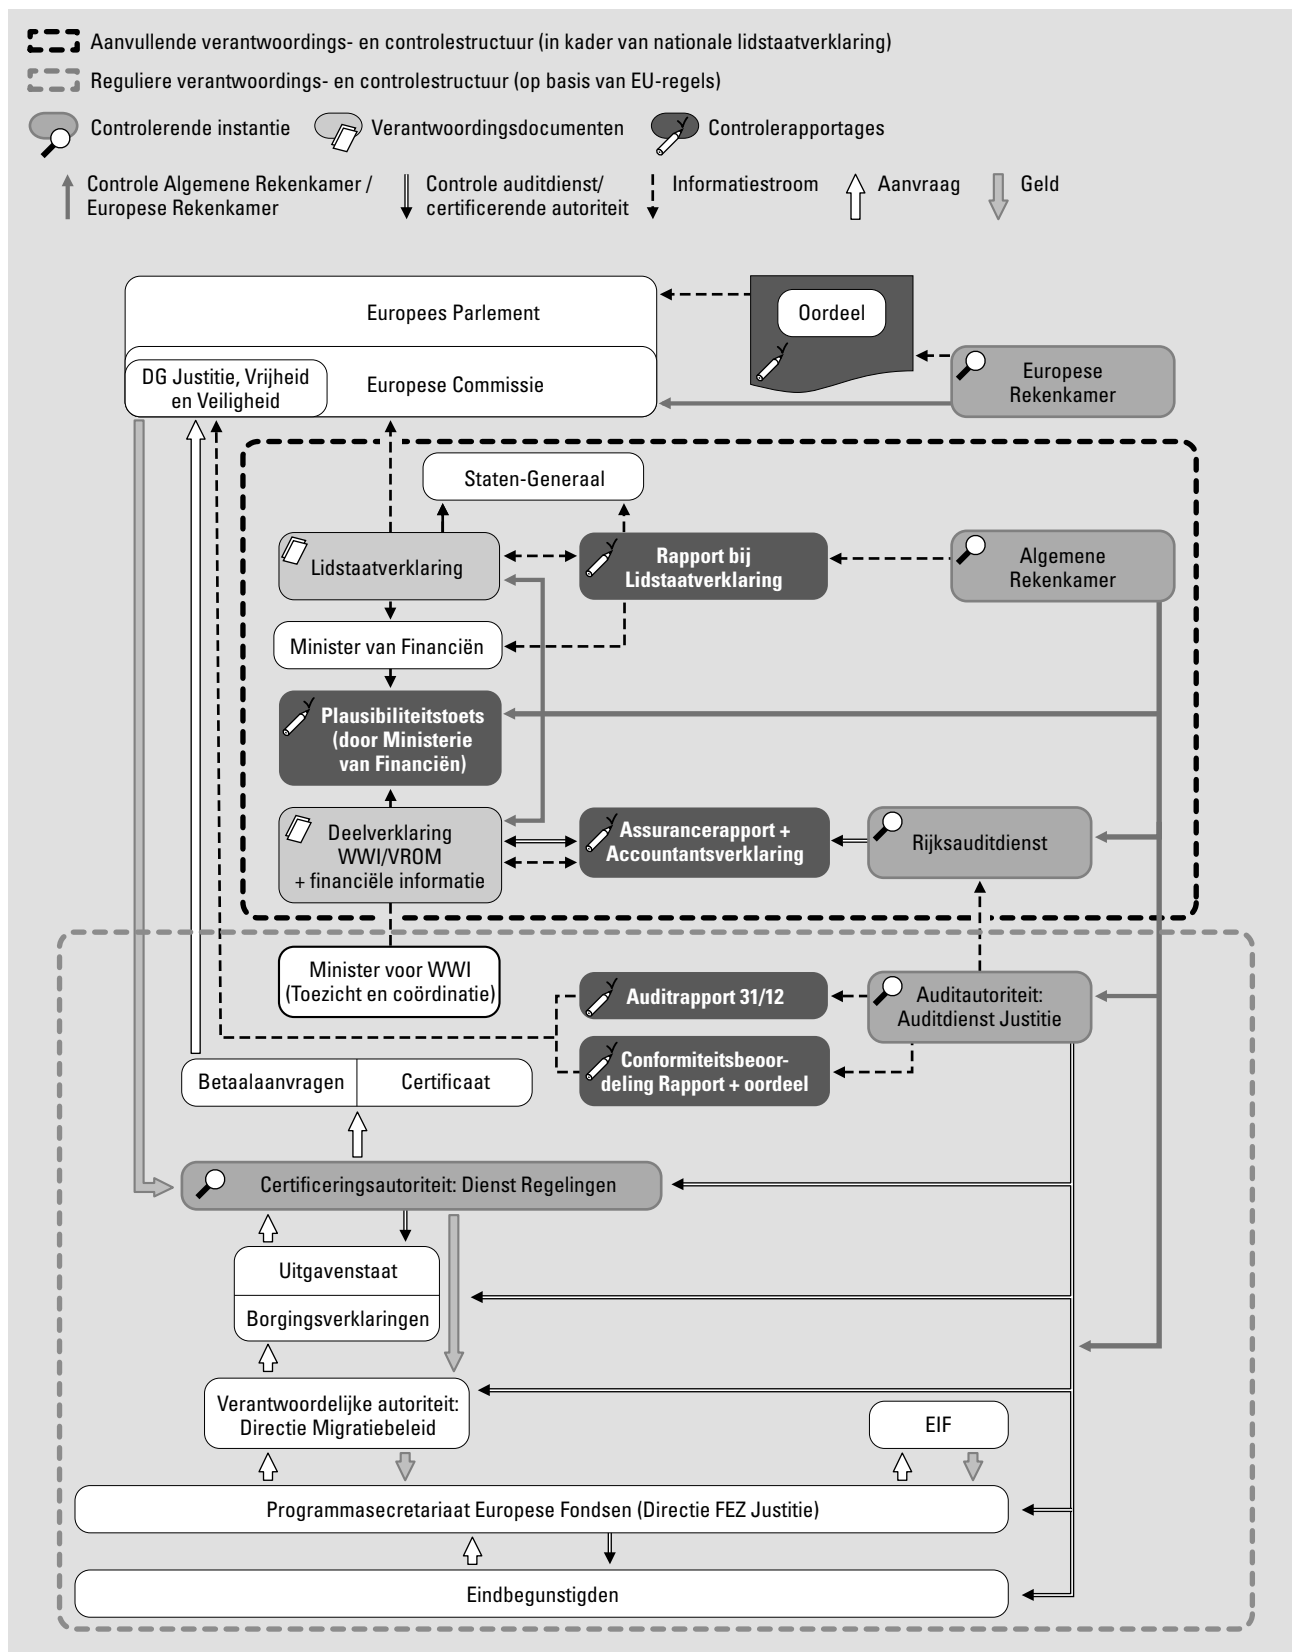 Aanvullende verantwoordings- en controlestructuur (in kader van nationale lidstaatverklaring)
Reguliere verantwoordings- en controlestructuur (op basis van EU-regels)
Controlerende instantie
Verantwoordingsdocumenten
Controlerapportages
Controle Algemene Rekenkamer /
Europese Rekenkamer
Controle auditdienst/
certificerende autoriteit
Informatiestroom
Aanvraag
Geld
Europees Parlement
Oordeel
DG Justitie, Vrijheid
en Veiligheid
Europese Commissie
Europese
Rekenkamer
Staten-Generaal
Lidstaatverklaring
Rapport bij
Lidstaatverklaring
Algemene
Rekenkamer
Minister van Financiën
Plausibiliteitstoets
(door Ministerie
van Financiën)
Deelverklaring
WWI/VROM
+ financiële informatie
Assurancerapport +
Accountantsverklaring
Rijksauditdienst
Minister voor WWI
(Toezicht en coördinatie)
Auditrapport 31/12
Auditautoriteit:
Auditdienst Justitie
Conformiteitsbeoor-
deling Rapport + oordeel
Betaalaanvragen
Certificaat
Certificeringsautoriteit: Dienst Regelingen
Uitgavenstaat
Borgingsverklaringen
Verantwoordelijke autoriteit:
Directie Migratiebeleid
EIF
Programmasecretariaat Europese Fondsen (Directie FEZ Justitie)
Eindbegunstigden